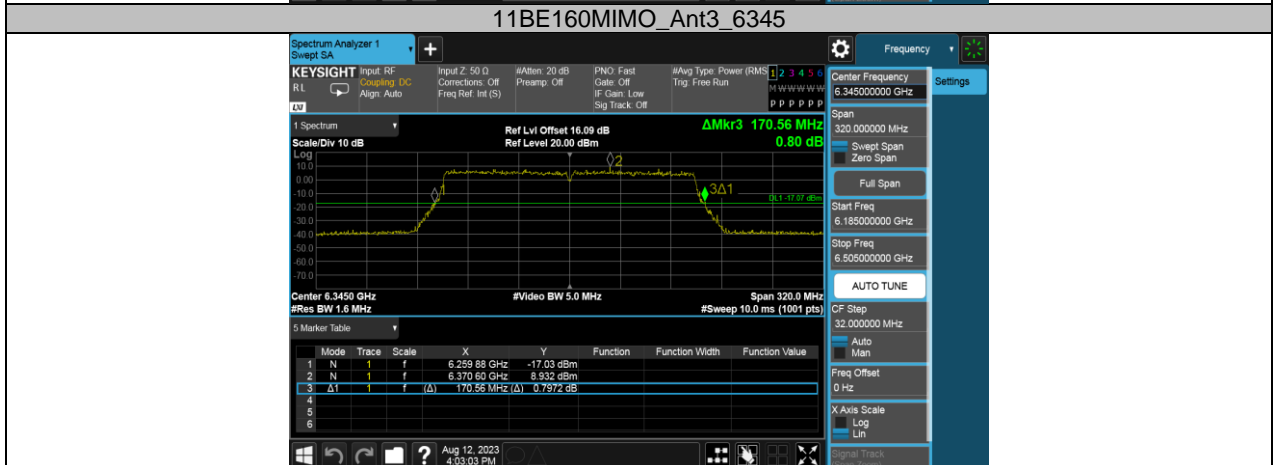 11BE160MIMO_Ant3_6345
Spectrum Analyzer 1
Swept SA
+
Frequency
KEYSIGHT
RL
LXI
Input: RF
Coupling: DC
Align: Auto
Input Z: 50 Ω
Corrections: Off
Freq Ref: Int (S)
#Atten: 20 dB
Preamp: Off
PNO: Fast
Gate: Off
IF Gain: Low
Sig Track: Off
#Avg Type: Power (RMS
Trig: Free Run
1 2 3 4 5 6
M W W W W W
P P P P P P
1 Spectrum
Scale/Div 10 dB
Ref Lvl Offset 16.09 dB
Ref Level 20.00 dBm
ΔMkr3 170.56 MHz
0.80 dB
Log
10.0
0.00
-10.0
-20.0
-30.0
-40.0
-50.0
-60.0
-70.0
1
2
3Δ1
DL1 -17.07 dBm
Center 6.3450 GHz
#Video BW 5.0 MHz
Span 320.0 MHz
#Res BW 1.6 MHz
#Sweep 10.0 ms (1001 pts)
5 Marker Table
Mode Trace Scale X Y Function Function Width Function Value
1 N 1 f 6.259 88 GHz -17.03 dBm
2 N 1 f 6.370 60 GHz 8.932 dBm
3 Δ1 1 f (Δ) 170.56 MHz (Δ) 0.7972 dB
4
5
6
?
Aug 12, 2023
4:03:03 PM
Center Frequency
6.345000000 GHz
Settings
Span
320.000000 MHz
Swept Span
Zero Span
Full Span
Start Freq
6.185000000 GHz
Stop Freq
6.505000000 GHz
AUTO TUNE
CF Step
32.000000 MHz
Auto
Man
Freq Offset
0 Hz
X Axis Scale
Log
Lin
Signal Track